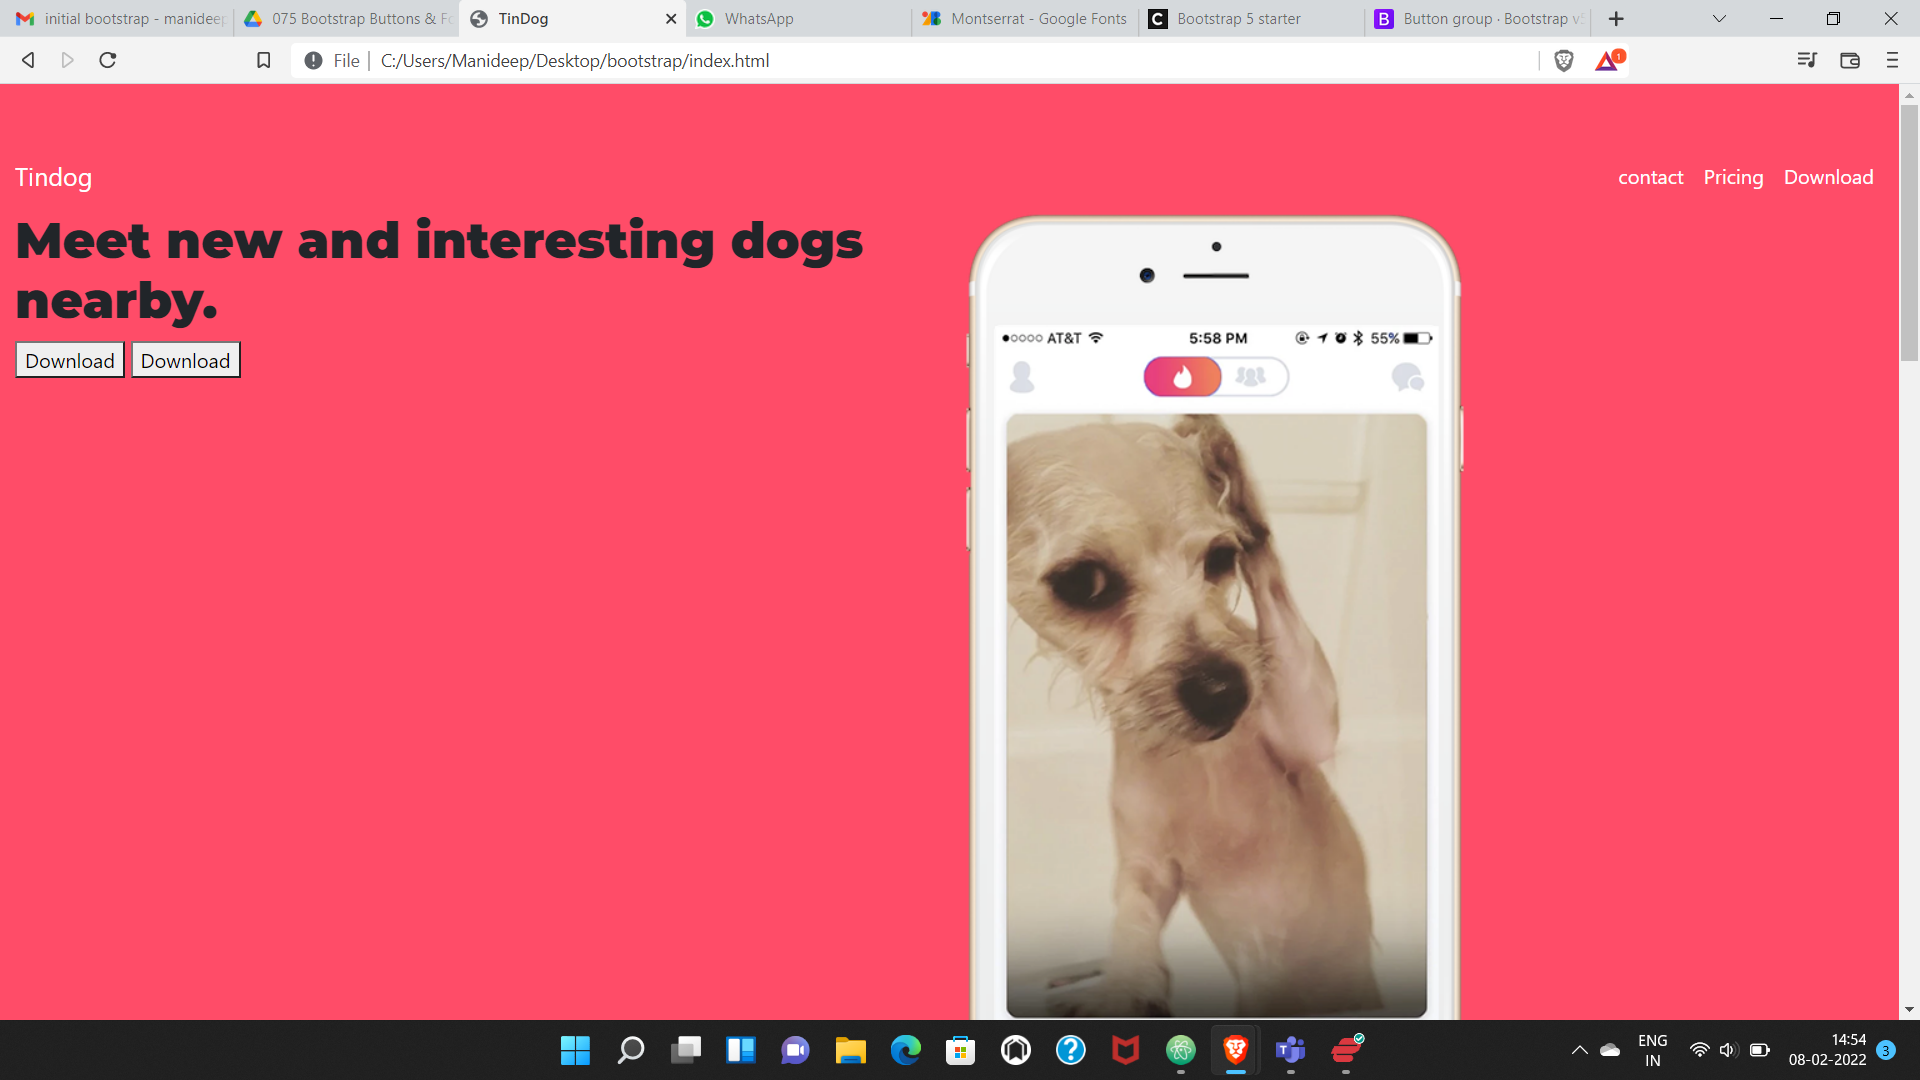 initial bootstrap - manideep
075 Bootstrap Buttons & Fo
TinDog
WhatsApp
Montserrat - Google Fonts
Bootstrap 5 starter
Button group · Bootstrap v5
File
C:/Users/Manideep/Desktop/bootstrap/index.html
1
Tindog
contact
Pricing
Download
Meet new and interesting dogs
nearby.
Download
Download
AT&T
5:58 PM
55%
ENG
IN
14:54
08-02-2022
3